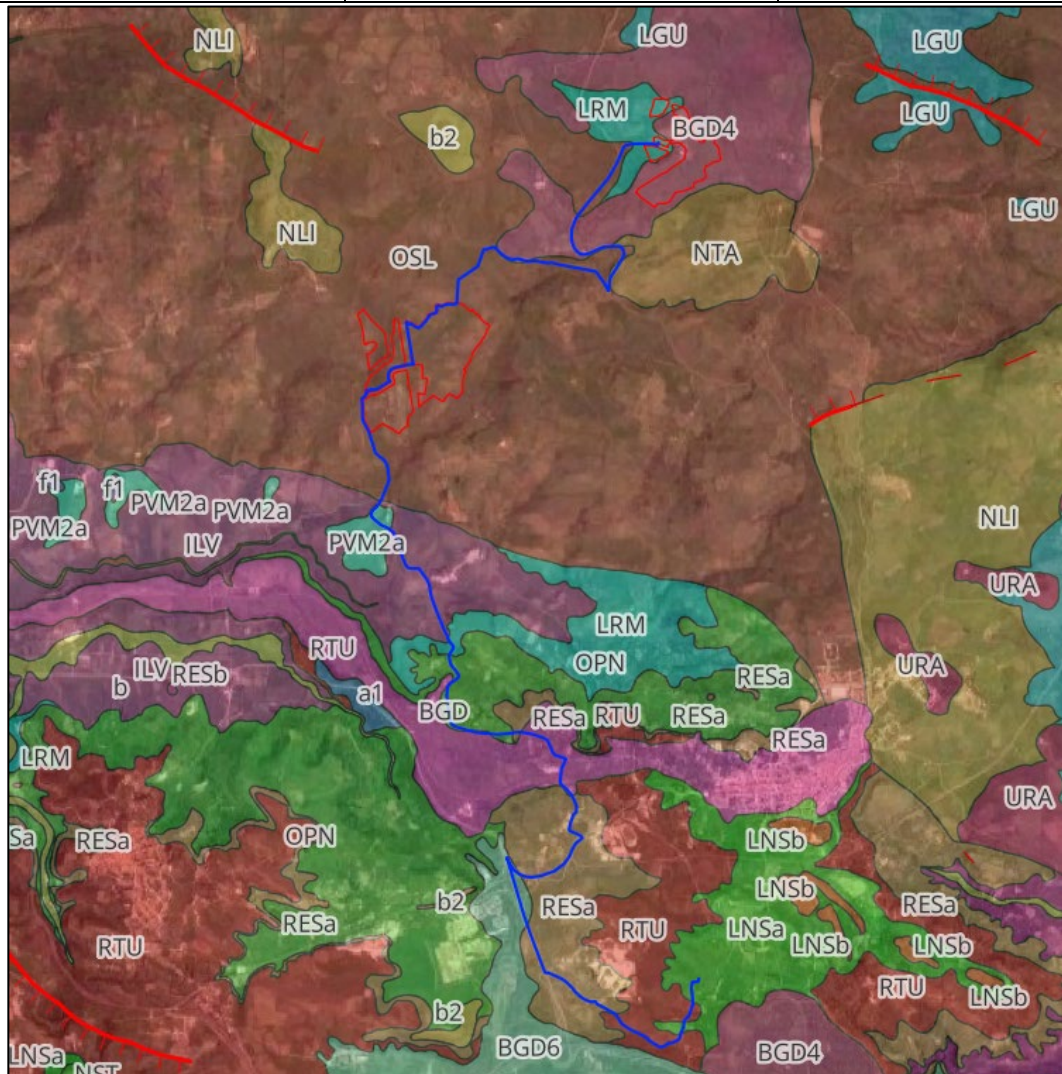 NLI
LGU
LGU
b2
LRM
BGD4
LGU
LGU
NLI
OSL
NTA
f1
f1
PVM2a
PVM2a
PVM2a
ILV
PVM2a
NLI
URA
LRM
RTU
OPN
ILV
RESb
b
a1
BGD
RESa
URA
RESa
RTU
RESa
RESa
LRM
URA
Sa
RESa
OPN
LNSb
b2
RESa
LNSb
RESa
RTU
RESa
RTU
LNSa
LNSb
LNSb
RTU
LNSb
b2
LNSa
NST
BGD6
BGD4